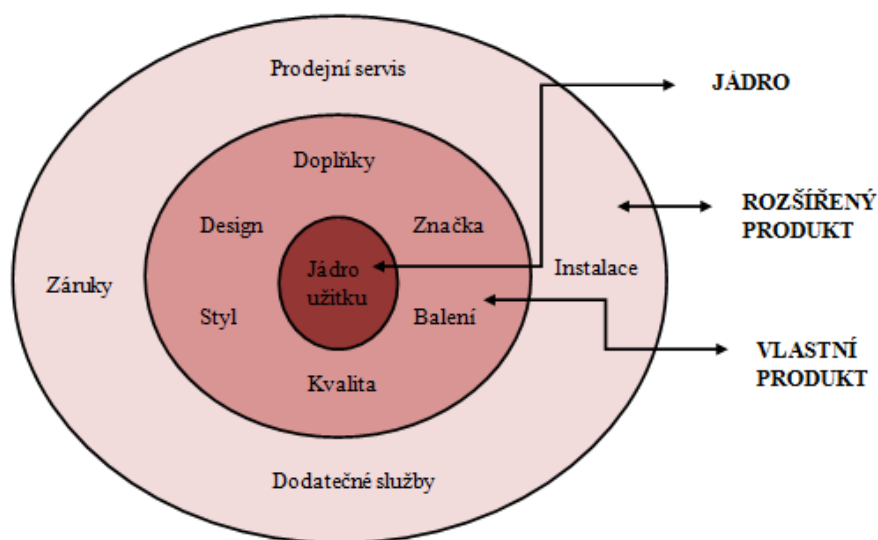 Prodejní servis
JÁDRO
Doplňky
Design
Značka
ROZŠÍŘENÝ
PRODUKT
Záruky
Jádro
užitku
Instalace
Styl
Balení
VLASTNÍ
PRODUKT
Kvalita
Dodatečné služby